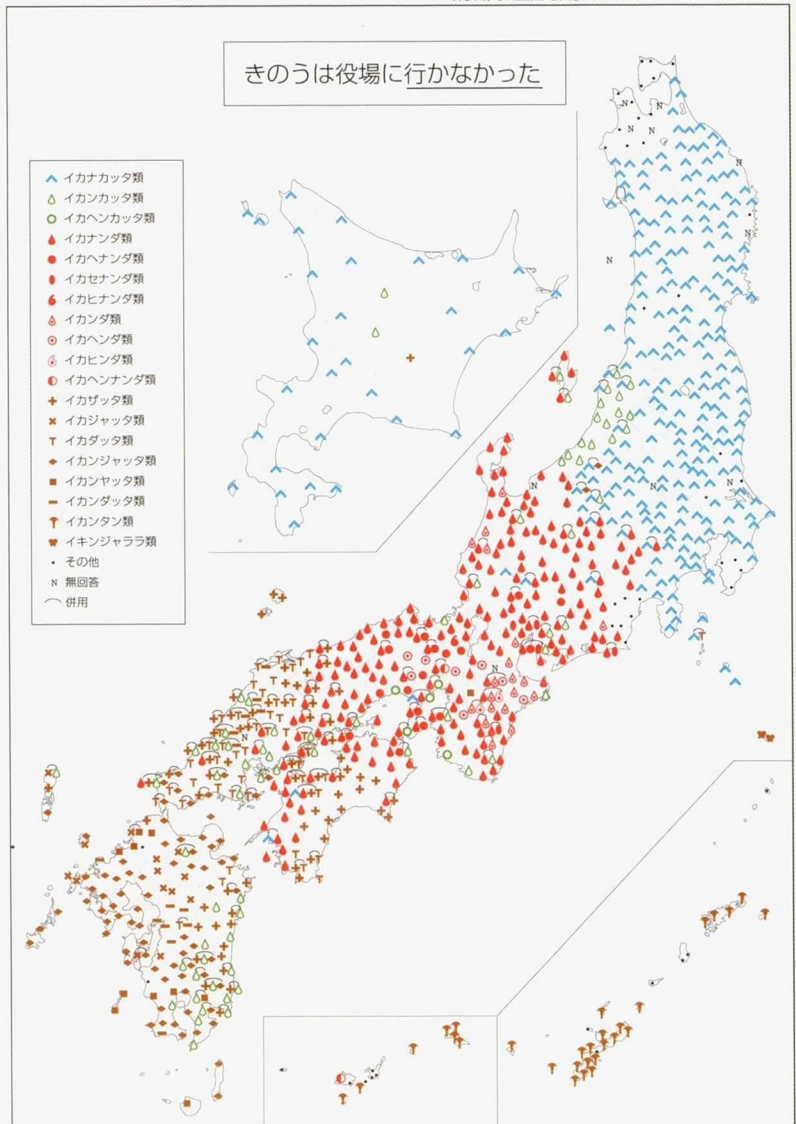 きのうは役場に行かなかった
イカナカッタ類
イカンカッタ類
イカヘンカッタ類
イカナンダ類
イカヘナンダ類
イカセナンダ類
イカヒナンダ類
イカンダ類
イカヘンダ類
イカヒンダ類
イカヘンナンダ類
イカザッタ類
イカジャッタ類
イカダッタ類
イカンジャッタ類
イカンヤッタ類
イカンダッタ類
イカンタン類
イキンジャララ類
その他
N 無回答
併用